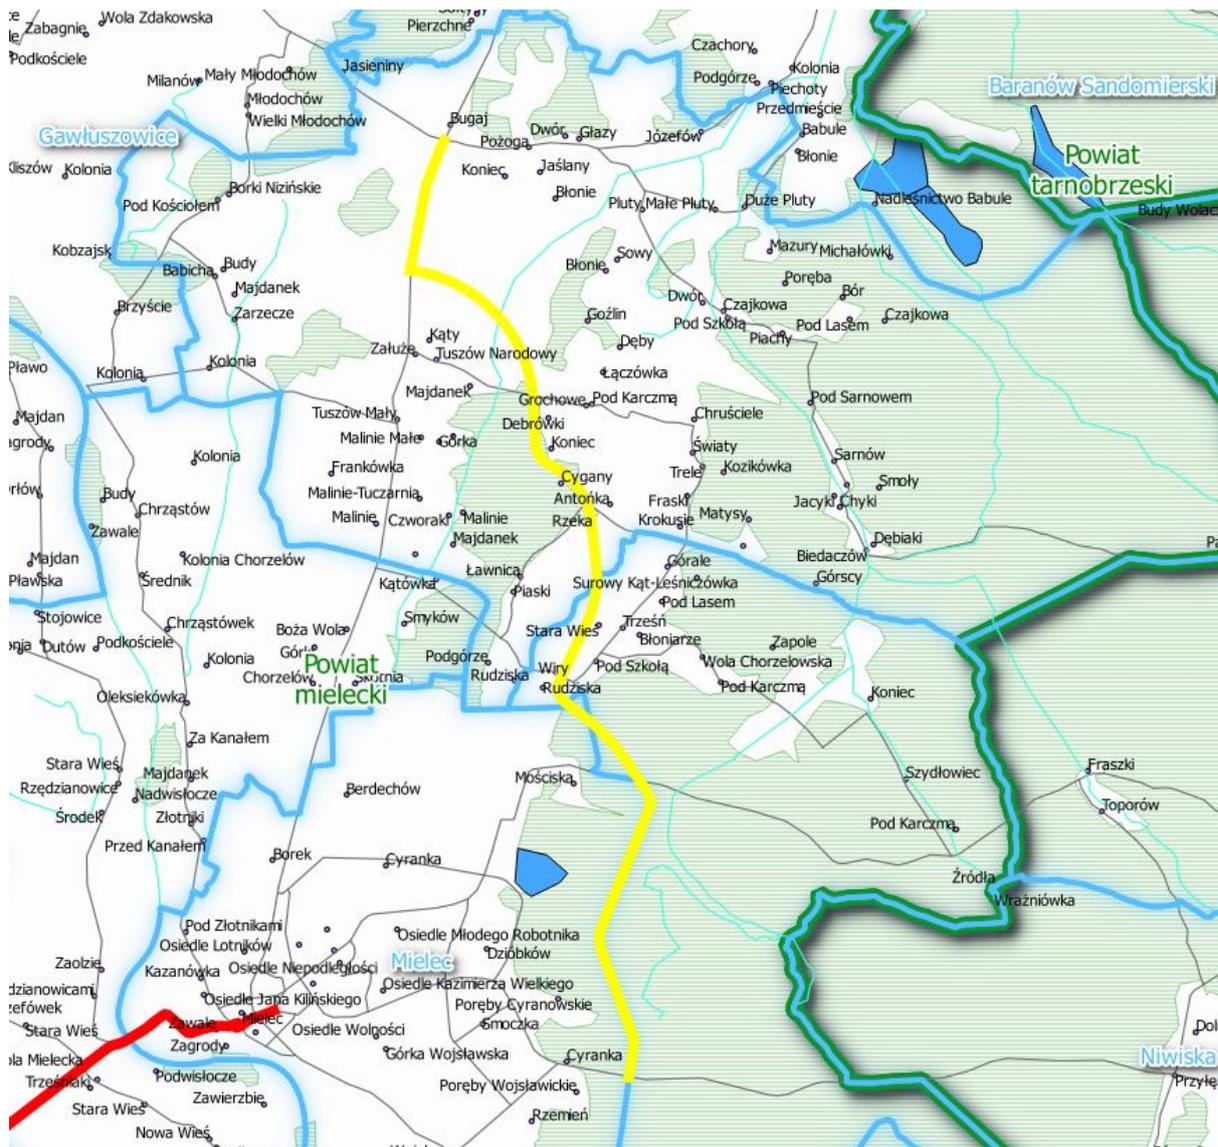 Wola Zdakowska
Zabagnie
Pierzchne
Podkościele
Czachory
Jasieniny
Kolonia
Milanów
Mały Młodochów
Podgórze
Piechoty
Baranów Sandomierski
Młodochów
Przedmieście
Wielki Młodochów
Bugaj
Gawłuszowice
Dwór
Głazy
Józefów
Babule
Pożoga
Błonie
Powiat
tarnobrzeski
Kolonia
Koniec
Jaślany
Borki Nizińskie
Błonie
Pod Kościołem
Pluty
Małe Pluty
Duże Pluty
Nadleśnictwo Babule
Kobzajsk
Sowy
Mazury
Michałówki
Babicha
Budy
Błonie
Poręba
Majdanek
Dwór
Bór
Brzyście
Zarzecze
Goźlin
Czajkowa
Pod Szkołą
Pod Lasem
Czajkowa
Piachy
Kąty
Dęby
Załuże
Tuszów Narodowy
Kolonia
Kolonia
Łączówka
Majdanek
Grochowe
Pod Karczmą
Pod Sarnowem
Majdan
Tuszów Mały
Chruściele
Debrówki
Malinie Małe
Górka
Koniec
Światy
Kolonia
Sarnów
Frankówka
Trele
Kozikówka
Cygany
Smoły
Budy
Malinie-Tuczarnia
Antońka
Fraski
Jacyki
Chyki
Chrząstów
Malinie
Czworaki
Malinie
Rzeka
Krokusie
Matysy
Zawale
Majdanek
Dębiaki
Majdan
Kolonia Chorzelów
Biedaczów
Górale
Pławska
Średnik
Kątówka
Ławnica
Surowy Kąt-Leśniczówka
Górscy
Piaski
Pod Lasem
Stojowice
Smyków
Trześń
Chrząstówek
Boża Wola
Stara Wieś
Błoniarze
Dutów
Podkościele
Zapole
Kolonia
Podgórze
Wiry
Pod Szkołą
Wola Chorzelowska
Powiat
mielecki
Chorzelów
Rudziska
Rudziska
Pod Karczmą
Oleksiekówka
Koniec
Za Kanałem
Stara Wieś
Majdanek
Mościska
Szydłowiec
Fraszki
Rzędzianowice
Nadwisłocze
Berdechów
Toporów
Środek
Złotniki
Pod Karczmą
Przed Kanałem
Borek
Cyranka
Źródła
Wraźniówka
Pod Złotnikami
Osiedle Młodego Robotnika
Osiedle Lotników
Dzióbków
Zaolzie
Kazanówka
Osiedle Niepodległości
Mielec
Osiedle Kazimierza Wielkiego
Osiedle Jana Kilińskiego
Poręby Cyranowskie
Stara Wieś
Zawale
Mielec
Osiedle Wolności
Smoczka
Zagrody
Górka Wojsławska
Cyranka
Niwiska
Trześniaki
Podwisłocze
Poręby Wojsławickie
Stara Wieś
Zawierzbie
Rzemień
Nowa Wieś